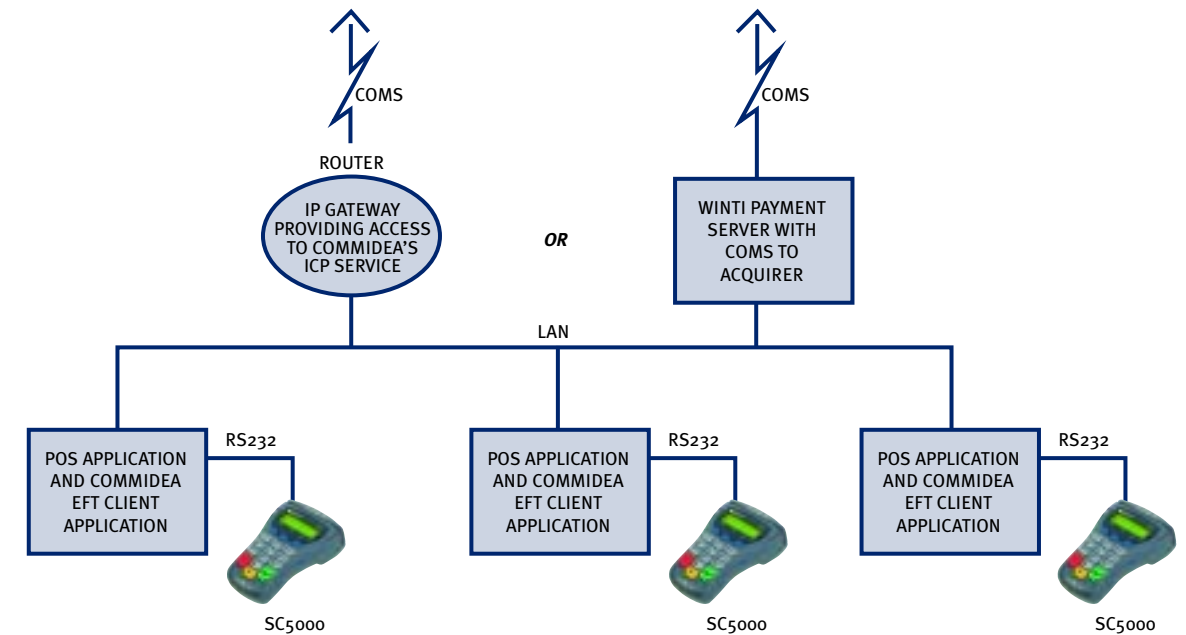 COMS
COMS
ROUTER
IP GATEWAY
PROVIDING ACCESS
TO COMMIDEA'S
ICP SERVICE
OR
WINTI PAYMENT
SERVER WITH
COMS TO
ACQUIRER
LAN
RS232
POS APPLICATION
AND COMMIDEA
EFT CLIENT
APPLICATION
SC5000
RS232
POS APPLICATION
AND COMMIDEA
EFT CLIENT
APPLICATION
SC5000
RS232
POS APPLICATION
AND COMMIDEA
EFT CLIENT
APPLICATION
SC5000